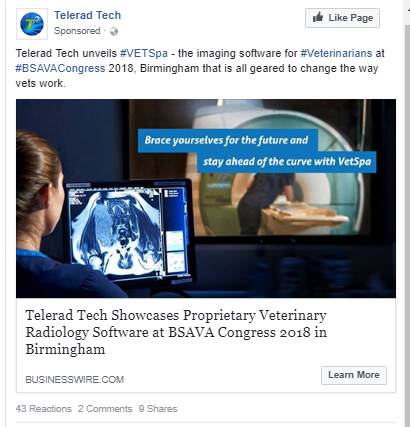 Telerad Tech
Like Page
Sponsored ·
Telerad Tech unveils #VETSpa - the imaging software for #Veterinarians at
#BSAVACongress 2018, Birmingham that is all geared to change the way
vets work.
Brace yourselves for the future and
stay ahead of the curve with VetSpa
Telerad Tech Showcases Proprietary Veterinary
Radiology Software at BSAVA Congress 2018 in
Birmingham
BUSINESSWIRE.COM
Learn More
43 Reactions 2 Comments 9 Shares